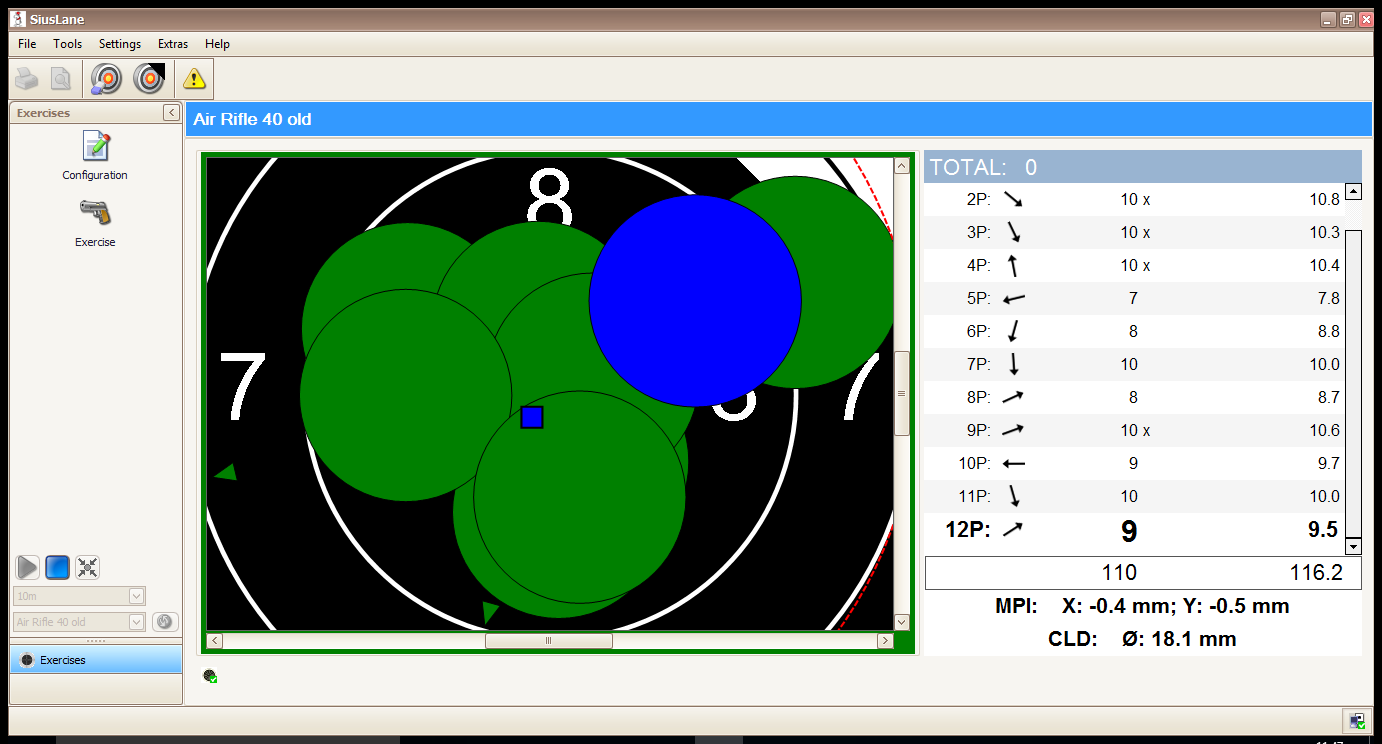 SiusLane
File Tools Settings Extras Help
Exercises
Configuration
Exercise
10m
Air Rifle 40 old
Exercises
Air Rifle 40 old
8
7
7
TOTAL: 0
2P: 10 x 10.8
3P: 10 x 10.3
4P: 10 x 10.4
5P: 7 7.8
6P: 8 8.8
7P: 10 10.0
8P: 8 8.7
9P: 10 x 10.6
10P: 9 9.7
11P: 10 10.0
12P: 9 9.5
110 116.2
MPI: X: -0.4 mm; Y: -0.5 mm
CLD: Ø: 18.1 mm